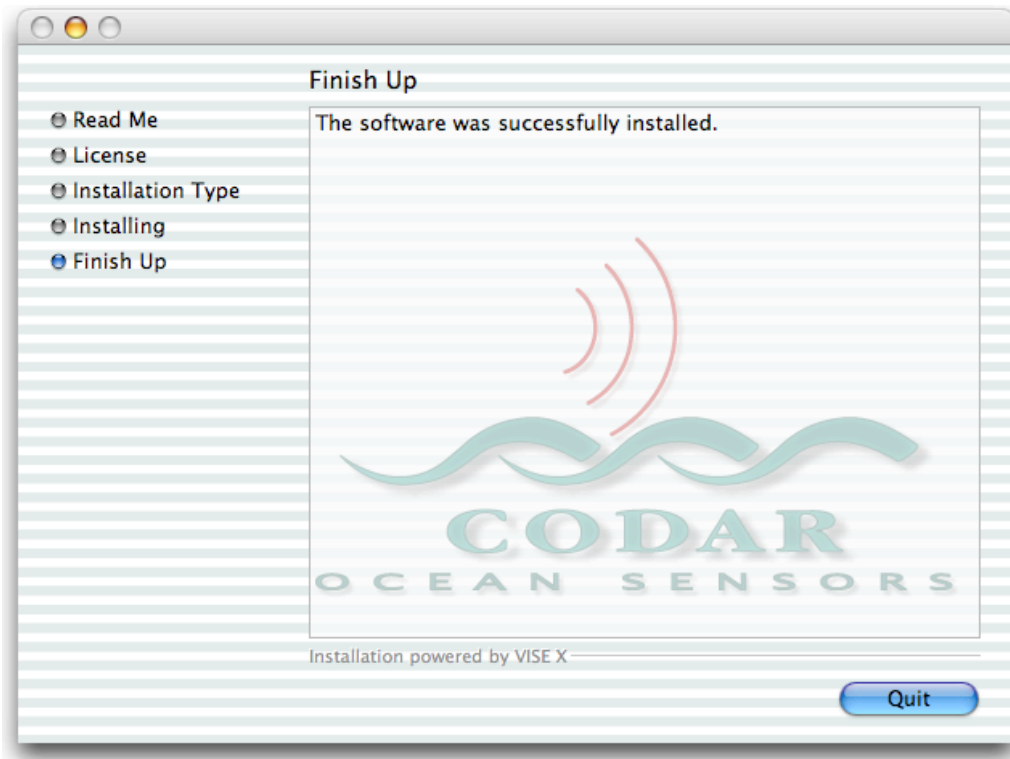 Finish Up
Read Me
License
Installation Type
Installing
Finish Up
The software was successfully installed.
CODAR
OCEAN SENSORS
Installation powered by VISE X
Quit